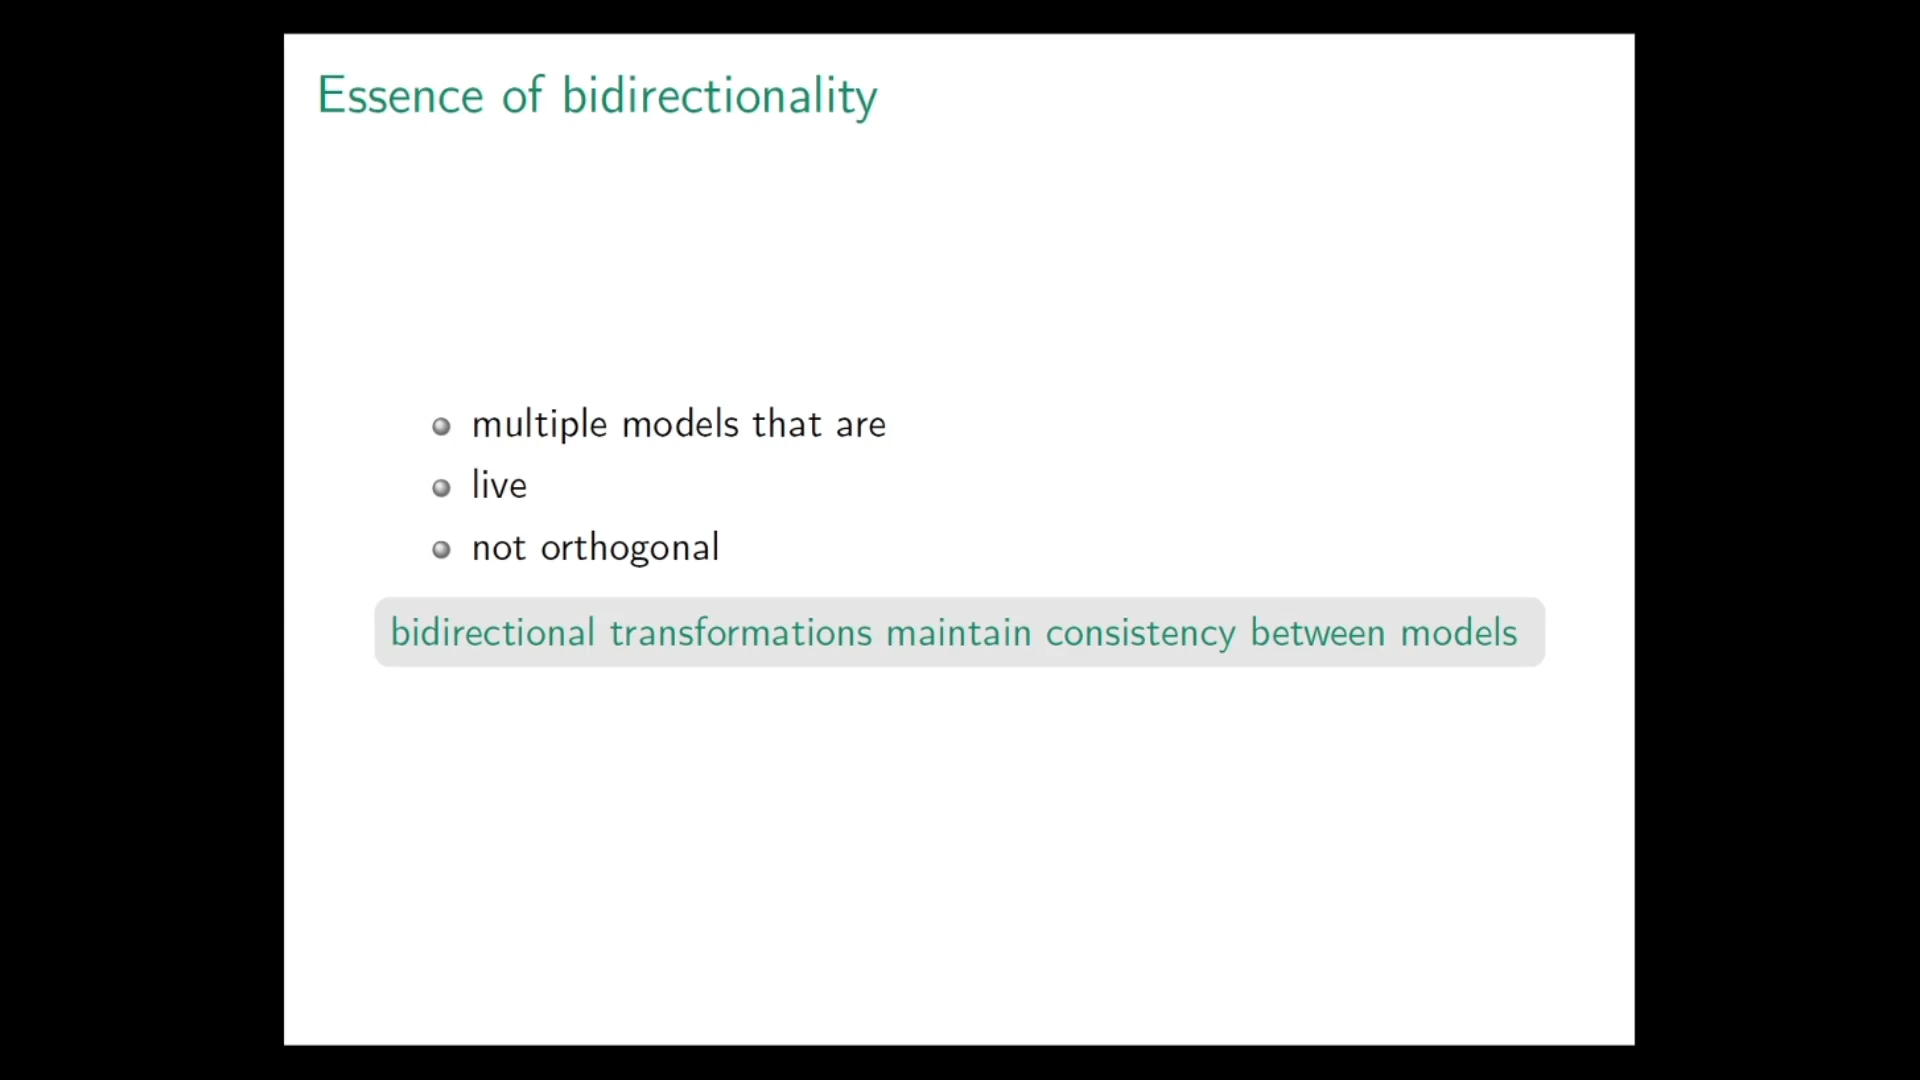 Essence of bidirectionality
multiple models that are
live
not orthogonal
bidirectional transformations maintain consistency between models